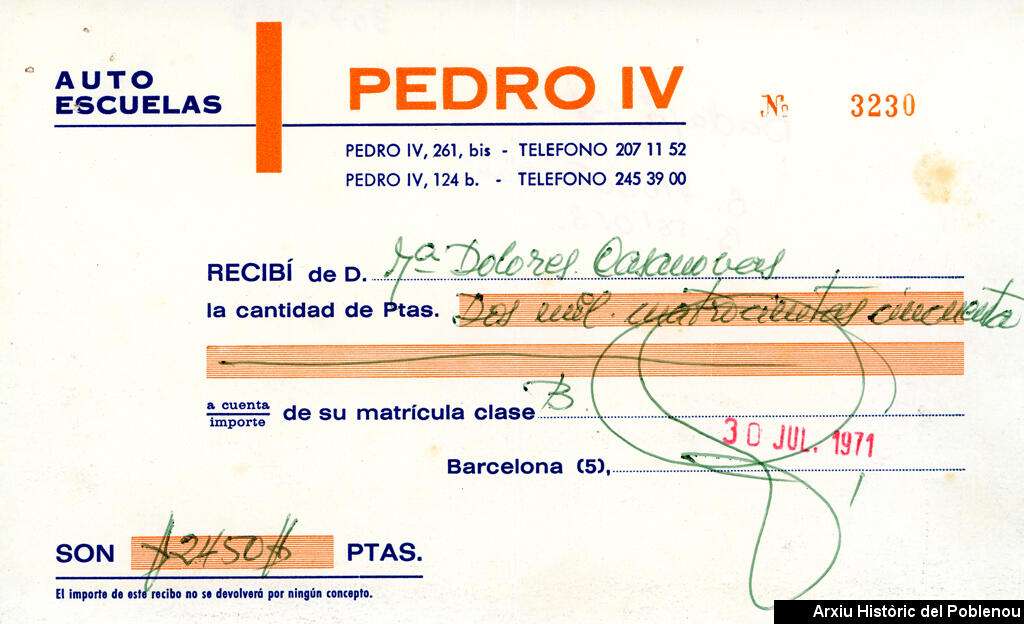 AUTO
ESCUELAS
PEDRO IV
Nº 3230
PEDRO IV, 261, bis - TELEFONO 207 11 52
PEDRO IV, 124 b. - TELEFONO 245 39 00
RECIBÍ de D. Mª Dolores Casanovas
la cantidad de Ptas. Dos mil cuatrocientas cincuenta
a cuenta
importe
de su matrícula clase B
30 JUL. 1971
Barcelona (5),
SON 2450 PTAS.
El importe de este recibo no se devolverá por ningún concepto.
Arxiu Històric del Poblenou